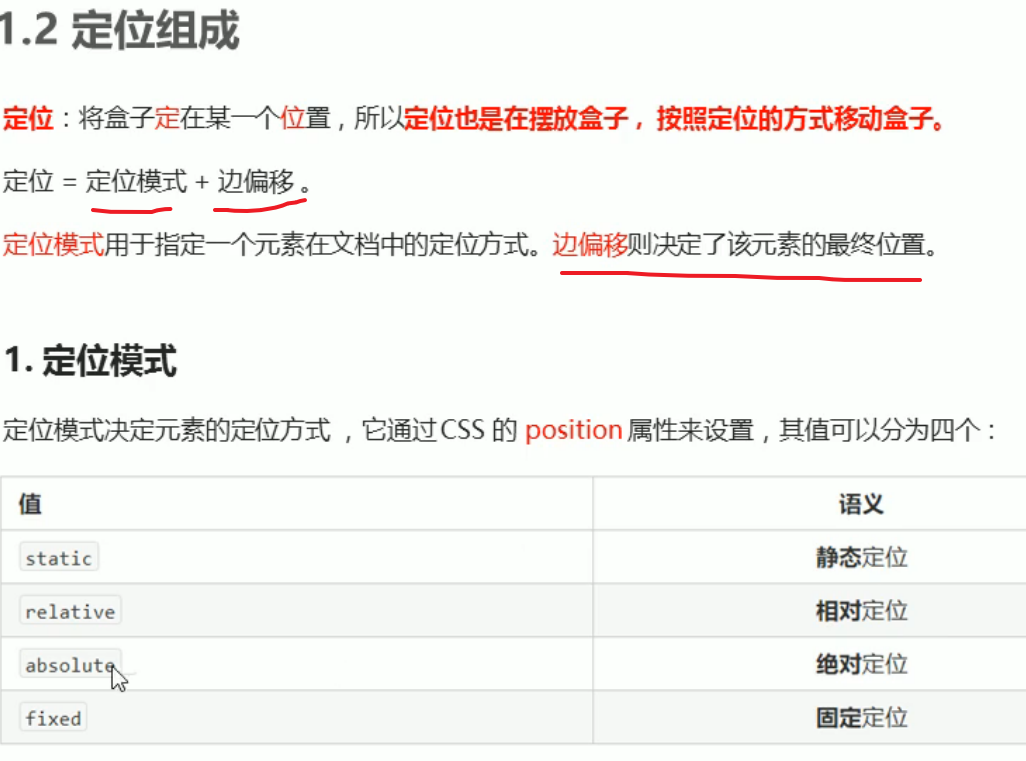 1.2 定位组成
定位：将盒子定在某一个位置，所以定位也是在摆放盒子，按照定位的方式移动盒子。
定位 = 定位模式 + 边偏移 。
定位模式用于指定一个元素在文档中的定位方式。边偏移则决定了该元素的最终位置。
1. 定位模式
定位模式决定元素的定位方式 ，它通过CSS 的 position 属性来设置，其值可以分为四个：
值 语义
static 静态定位
relative 相对定位
absolute 绝对定位
fixed 固定定位